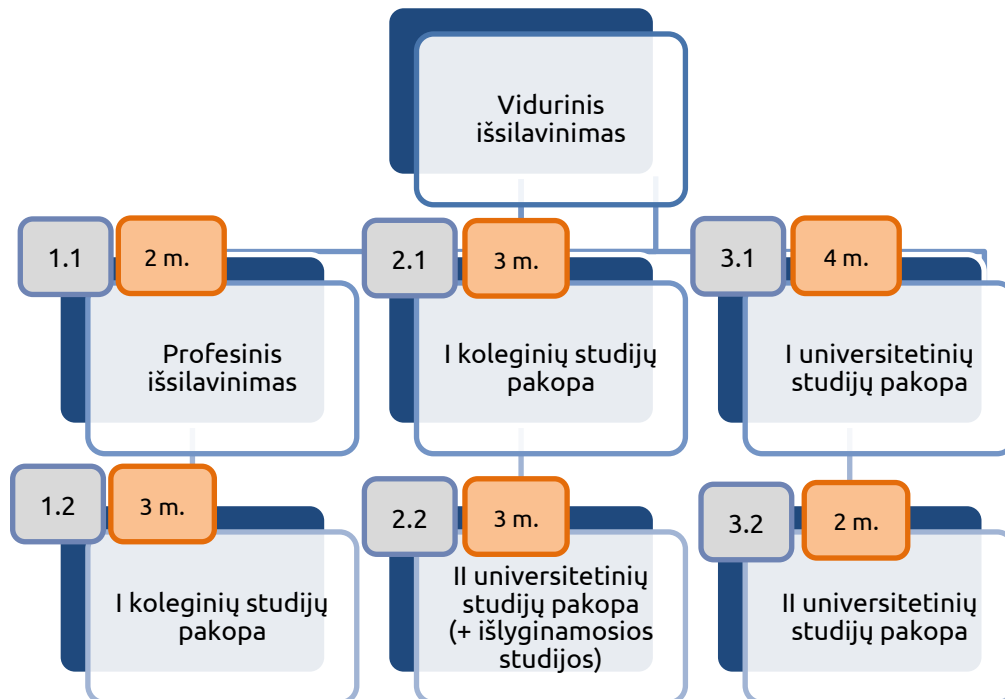 Vidurinis
išsilavinimas
1.1
2 m.
2.1
3 m.
3.1
4 m.
Profesinis
išsilavinimas
I koleginių studijų
pakopa
I universitetinių
studijų pakopa
1.2
3 m.
2.2
3 m.
3.2
2 m.
I koleginių studijų
pakopa
II universitetinių
studijų pakopa
(+ išlyginamosios
studijos)
II universitetinių
studijų pakopa